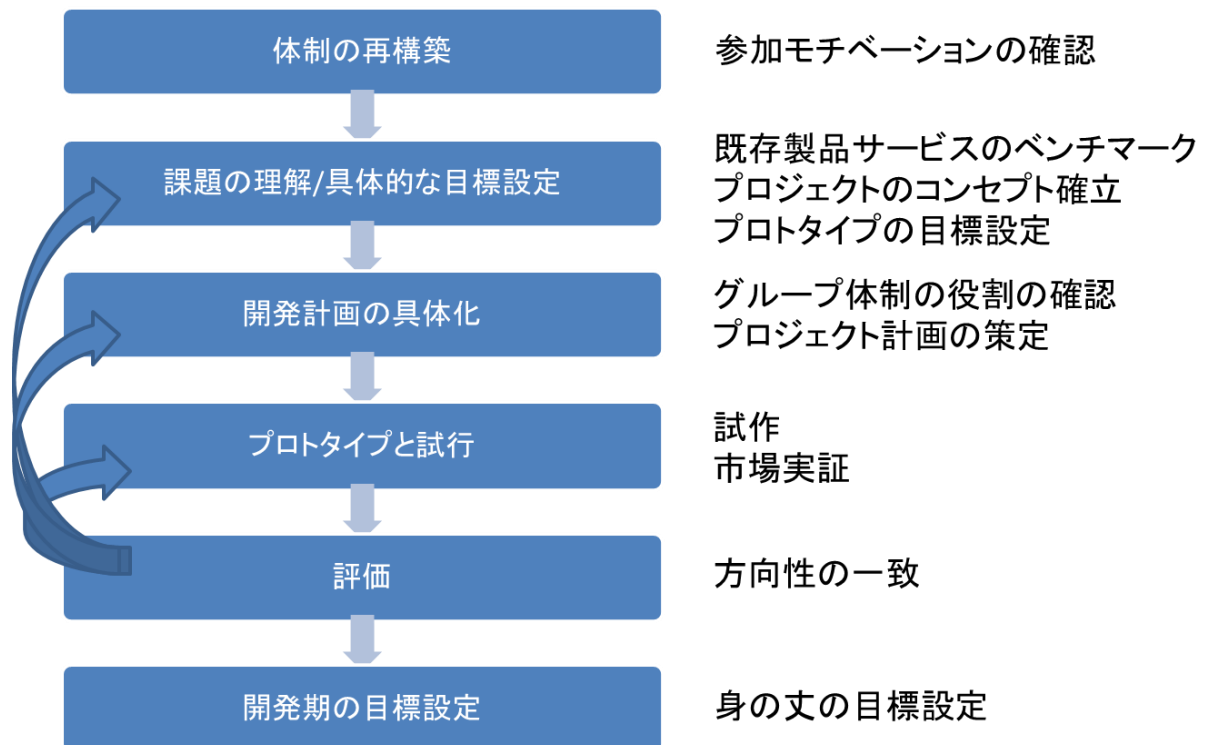 体制の再構築
参加モチベーションの確認
課題の理解/具体的な目標設定
既存製品サービスのベンチマーク
プロジェクトのコンセプト確立
プロトタイプの目標設定
開発計画の具体化
グループ体制の役割の確認
プロジェクト計画の策定
プロトタイプと試行
試作
市場実証
評価
方向性の一致
開発期の目標設定
身の丈の目標設定